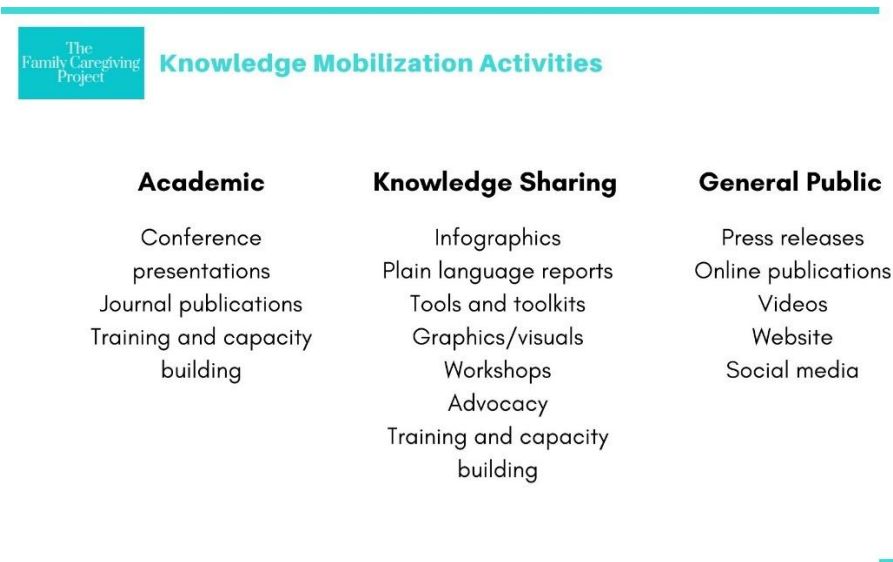 The
Family Caregiving
Project
Knowledge Mobilization Activities
Academic
Conference
presentations
Journal publications
Training and capacity
building
Knowledge Sharing
Infographics
Plain language reports
Tools and toolkits
Graphics/visuals
Workshops
Advocacy
Training and capacity
building
General Public
Press releases
Online publications
Videos
Website
Social media